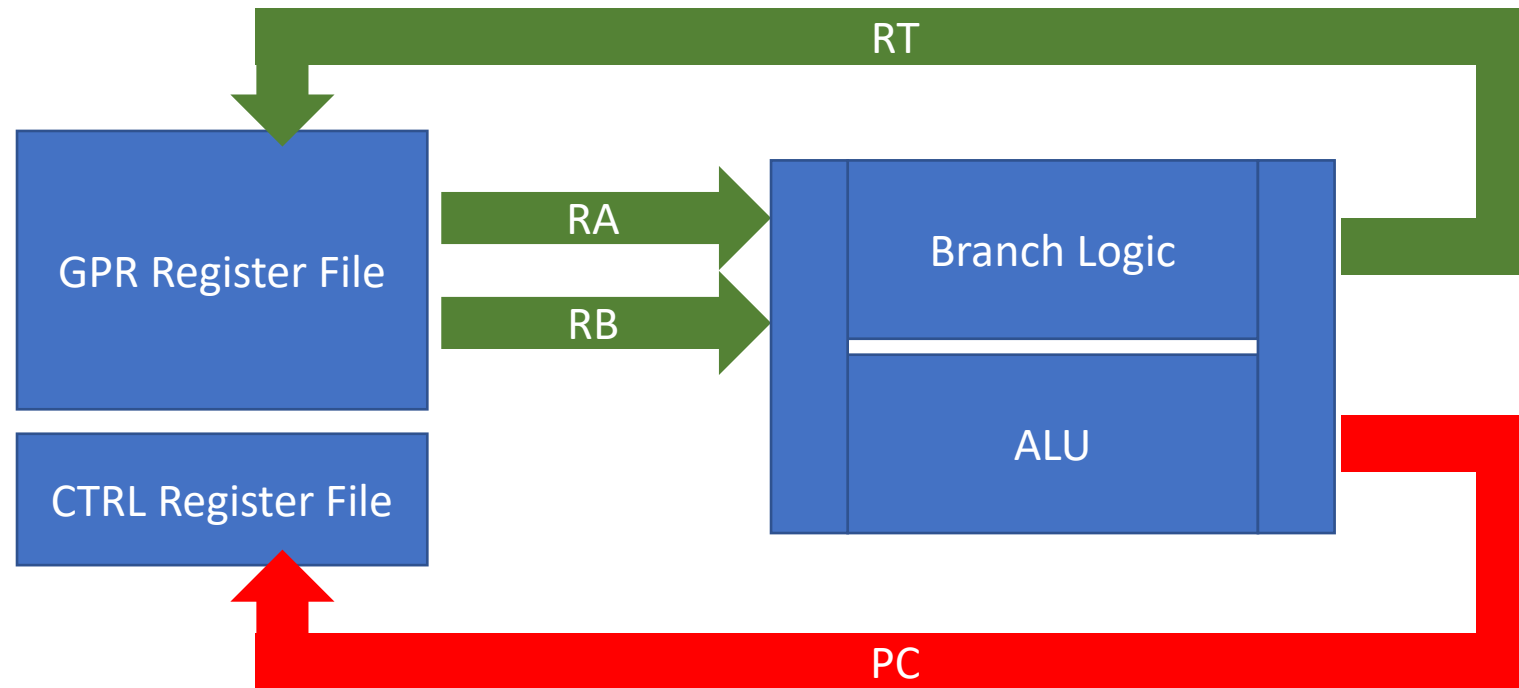 RT
GPR Register File
RA
RB
Branch Logic
ALU
CTRL Register File
PC